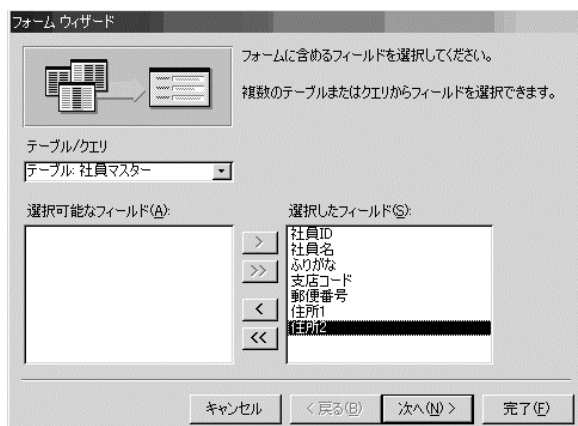 フォーム ウィザード
フォームに含めるフィールドを選択してください。
複数のテーブルまたはクエリからフィールドを選択できます。
テーブル/クエリ
テーブル: 社員マスター
選択可能なフィールド(A):
選択したフィールド(S):
社員ID
社員名
ふりがな
支店コード
郵便番号
住所1
住所2
>
>>
<
<<
キャンセル
< 戻る(B)
次へ(N) >
完了(F)